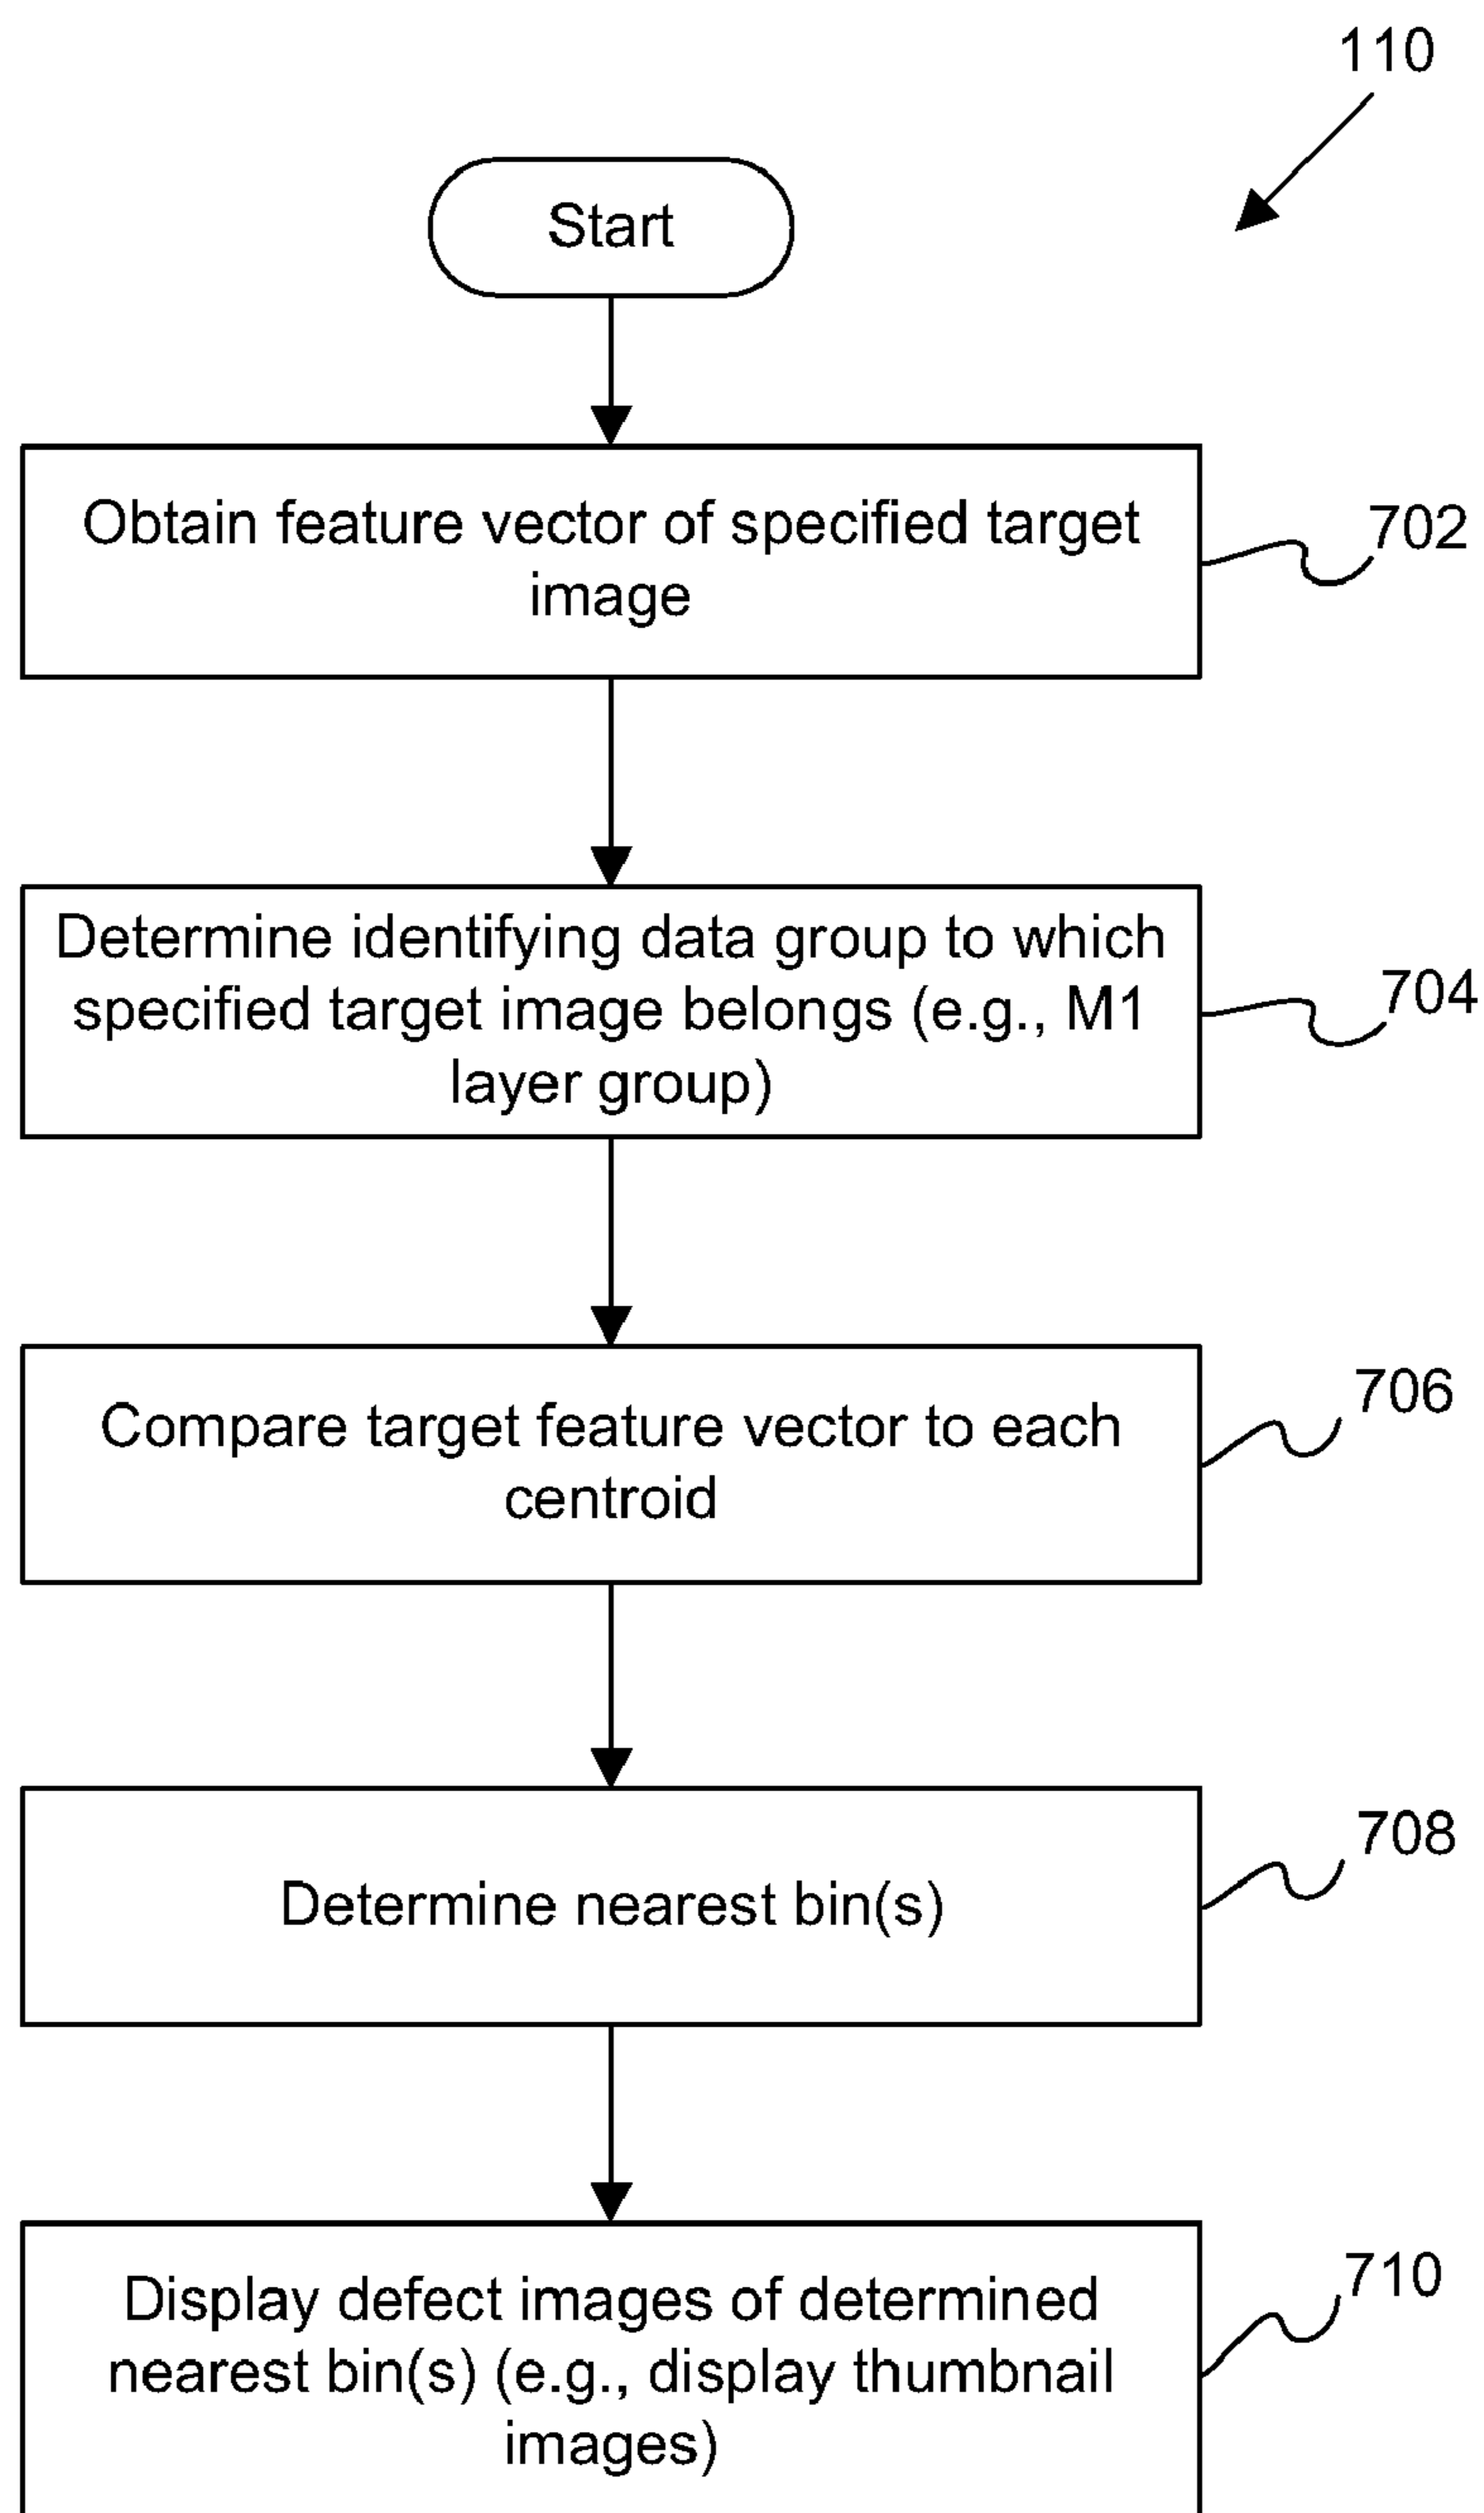 110
Start
Obtain feature vector of specified target
image
702
Determine identifying data group to which
specified target image belongs (e.g., M1
layer group)
704
Compare target feature vector to each
centroid
706
Determine nearest bin(s)
708
Display defect images of determined
nearest bin(s) (e.g., display thumbnail
images)
710